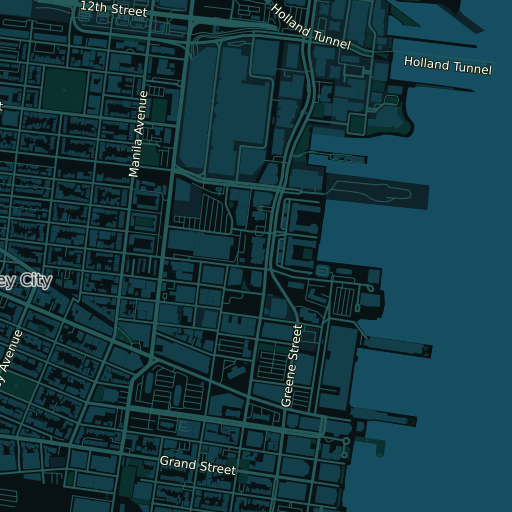 12th Street
Holland Tunnel
Holland Tunnel
Manila Avenue
ey City
Greene Street
Avenue
Grand Street